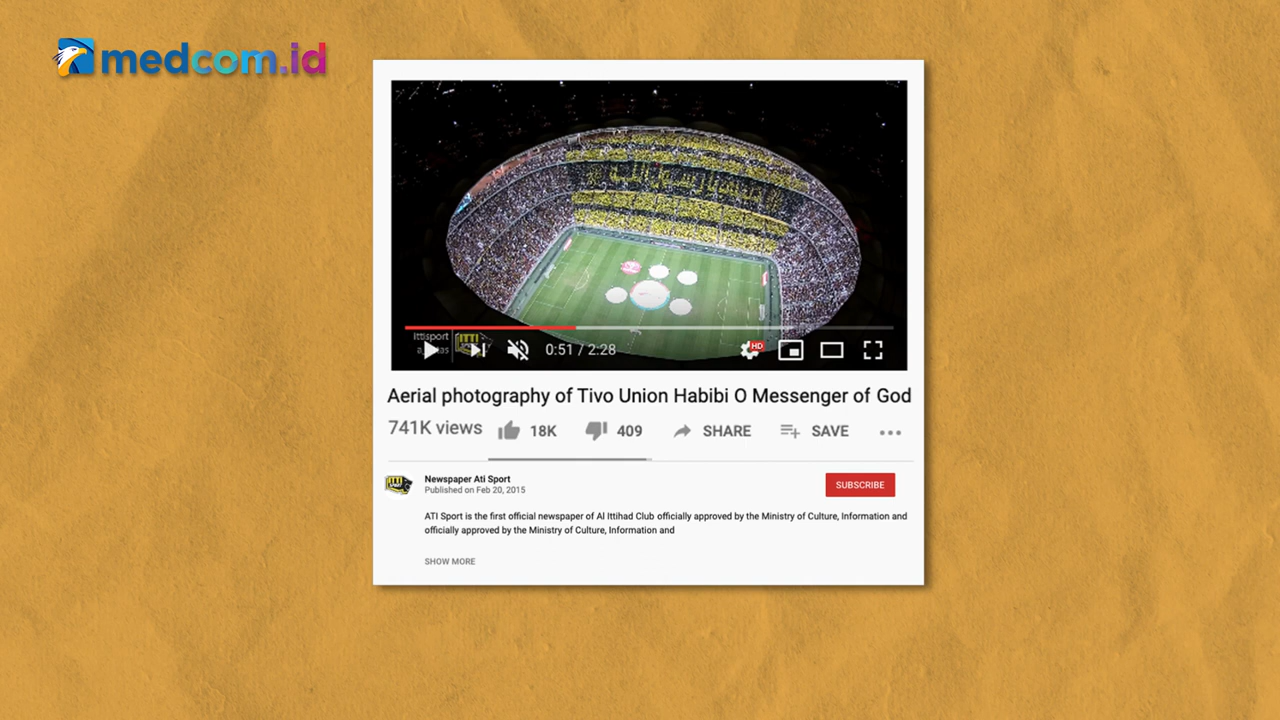 medcom.id
ittisport
0:51 / 2:28
HD
Aerial photography of Tivo Union Habibi O Messenger of God
741K views 18K 409 SHARE SAVE
Newspaper Ati Sport
Published on Feb 20, 2015
SUBSCRIBE
ATI Sport is the first official newspaper of Al Ittihad Club officially approved by the Ministry of Culture, Information and
officially approved by the Ministry of Culture, Information and
SHOW MORE